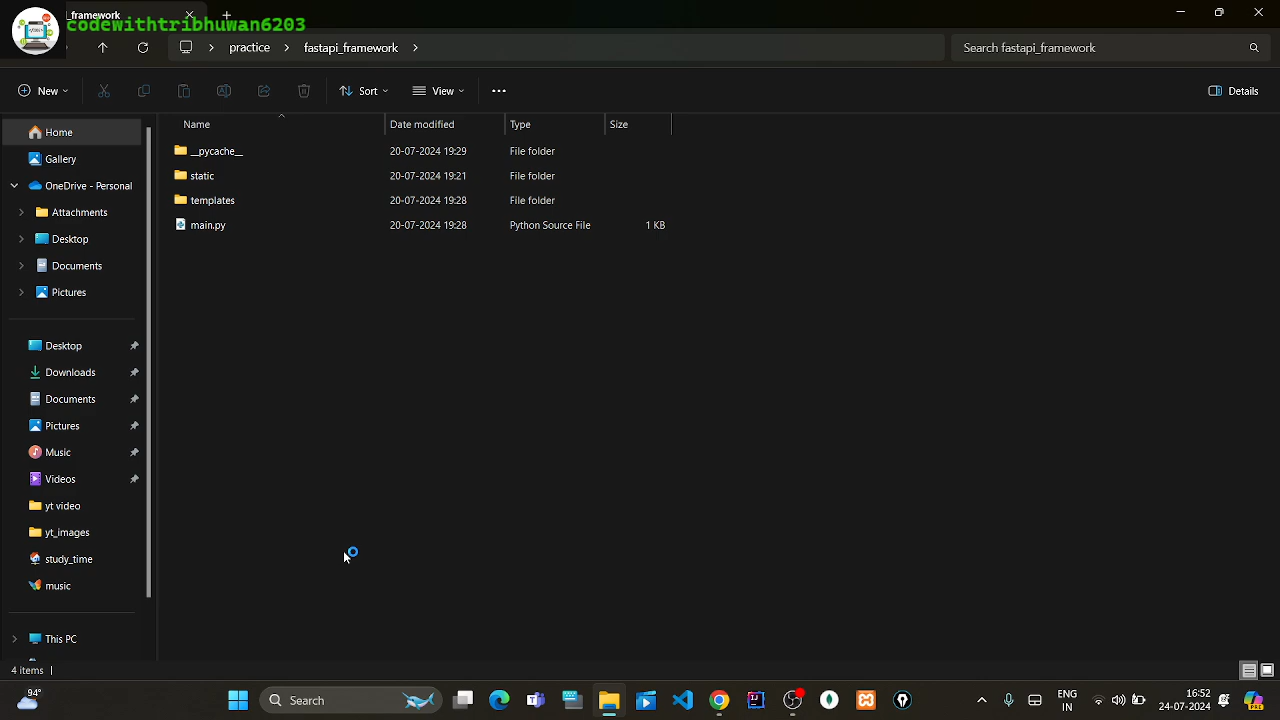 _framework
codewithtribhuwan6203
practice
fastapi_framework
Search fastapi_framework
New
Sort
View
Details
Name
Date modified
Type
Size
__pycache__
20-07-2024 19:29
File folder
static
20-07-2024 19:21
File folder
templates
20-07-2024 19:28
File folder
main.py
20-07-2024 19:28
Python Source File
1 KB
Home
Gallery
OneDrive - Personal
Attachments
Desktop
Documents
Pictures
Desktop
Downloads
Documents
Pictures
Music
Videos
yt video
yt_images
study_time
music
This PC
4 items
94°
Search
ENG
IN
16:52
24-07-2024